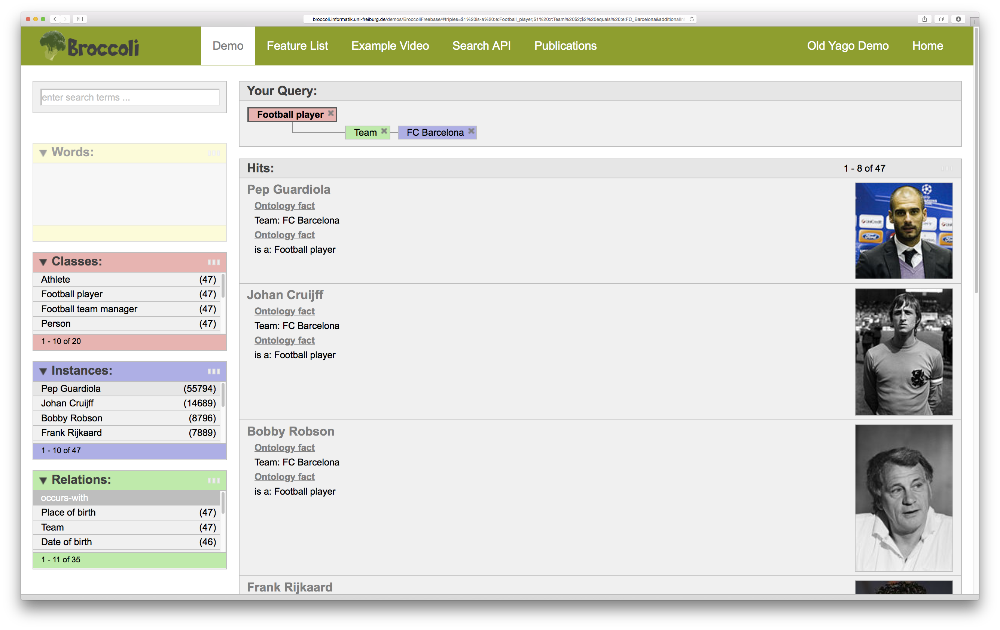 broccoli.informatik.uni-freiburg.de/demos/BroccoliFreebase/#triples=$1%20is-a%20:e:Football_player;$1%20:r:Team%20$2;$2%20equals%20:e:FC_Barcelona&additionalInf
Broccoli
Demo Feature List Example Video Search API Publications Old Yago Demo Home
enter search terms ...
Words:
Classes:
Athlete (47)
Football player (47)
Football team manager (47)
Person (47)
1 - 10 of 20
Instances:
Pep Guardiola (55794)
Johan Cruijff (14689)
Bobby Robson (8796)
Frank Rijkaard (7889)
1 - 10 of 47
Relations:
occurs-with
Place of birth (47)
Team (47)
Date of birth (46)
1 - 11 of 35
Your Query:
Football player
Team FC Barcelona
Hits: 1 - 8 of 47
Pep Guardiola
Ontology fact
Team: FC Barcelona
Ontology fact
is a: Football player
Johan Cruijff
Ontology fact
Team: FC Barcelona
Ontology fact
is a: Football player
Bobby Robson
Ontology fact
Team: FC Barcelona
Ontology fact
is a: Football player
Frank Rijkaard